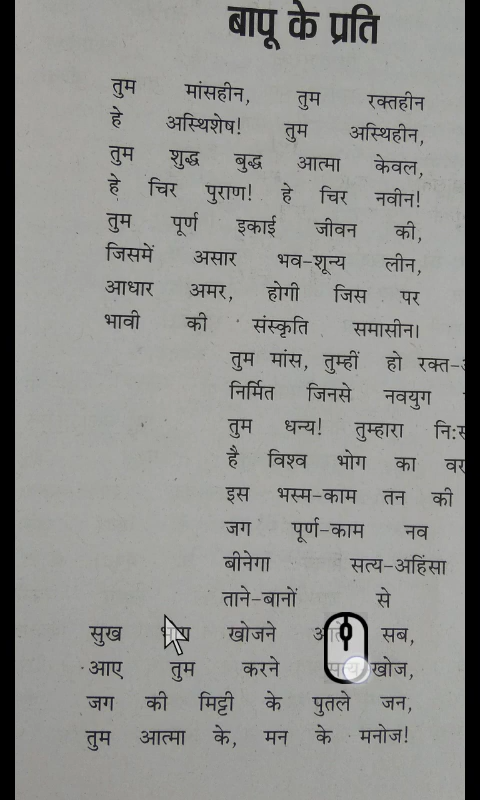 बापू के प्रति
तुम मांसहीन, तुम रक्तहीन
हे अस्थिशेष! तुम अस्थिहीन,
तुम शुद्ध बुद्ध आत्मा केवल,
हे चिर पुराण! हे चिर नवीन!
तुम पूर्ण इकाई जीवन की,
जिसमें असार भव-शून्य लीन,
आधार अमर, होगी जिस पर
भावी की संस्कृति समासीन।
तुम मांस, तुम्हीं हो
निर्मित जिनसे नवयुग
तुम धन्य! तुम्हारा
है विश्व भोग का
इस भस्म-काम तन की
जग पूर्ण-काम नव
बीनेगा सत्य-अहिंसा
ताने-बानों से
सुख खोजने सब,
आए तुम करने खोज,
जग की मिट्टी के पुतले जन,
तुम आत्मा के, मन के मनोज!